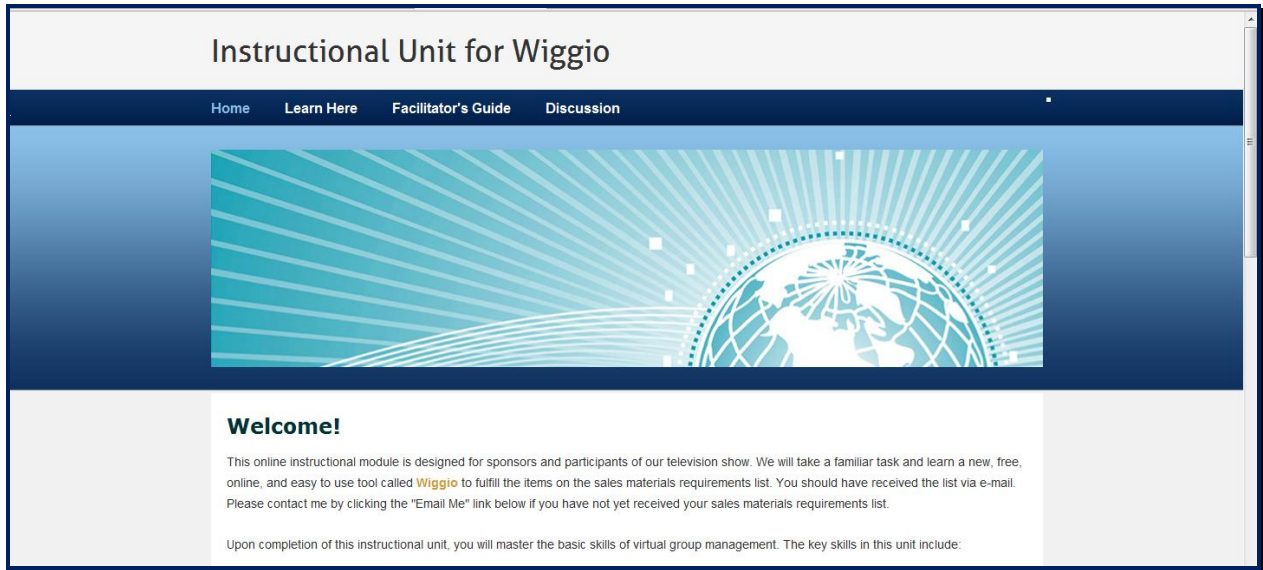 Instructional Unit for Wiggio
Home Learn Here Facilitator's Guide Discussion
Welcome!
This online instructional module is designed for sponsors and participants of our television show. We will take a familiar task and learn a new, free,
online, and easy to use tool called Wiggio to fulfill the items on the sales materials requirements list. You should have received the list via e-mail.
Please contact me by clicking the "Email Me" link below if you have not yet received your sales materials requirements list.
Upon completion of this instructional unit, you will master the basic skills of virtual group management. The key skills in this unit include: